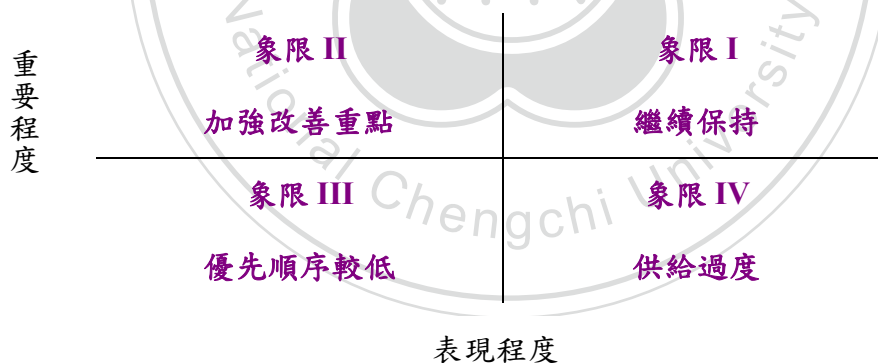 重要程度
象限 II
象限 I
加強改善重點
繼續保持
象限 III
象限 IV
優先順序較低
供給過度
表現程度
National Chengchi University